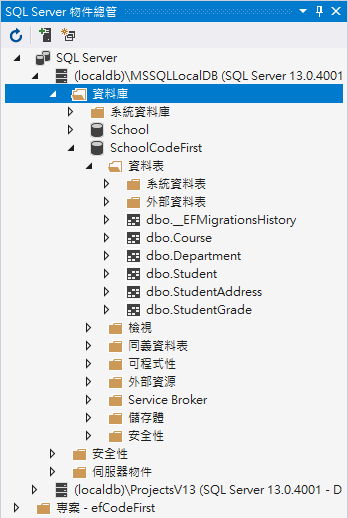 SQL Server 物件總管
SQL Server
(localdb)\MSSQLLocalDB (SQL Server 13.0.4001
資料庫
系統資料庫
School
SchoolCodeFirst
資料表
系統資料表
外部資料表
dbo.__EFMigrationsHistory
dbo.Course
dbo.Department
dbo.Student
dbo.StudentAddress
dbo.StudentGrade
檢視
同義資料表
可程式性
外部資源
Service Broker
儲存體
安全性
安全性
伺服器物件
(localdb)\ProjectsV13 (SQL Server 13.0.4001 - D
專案 - efCodeFirst